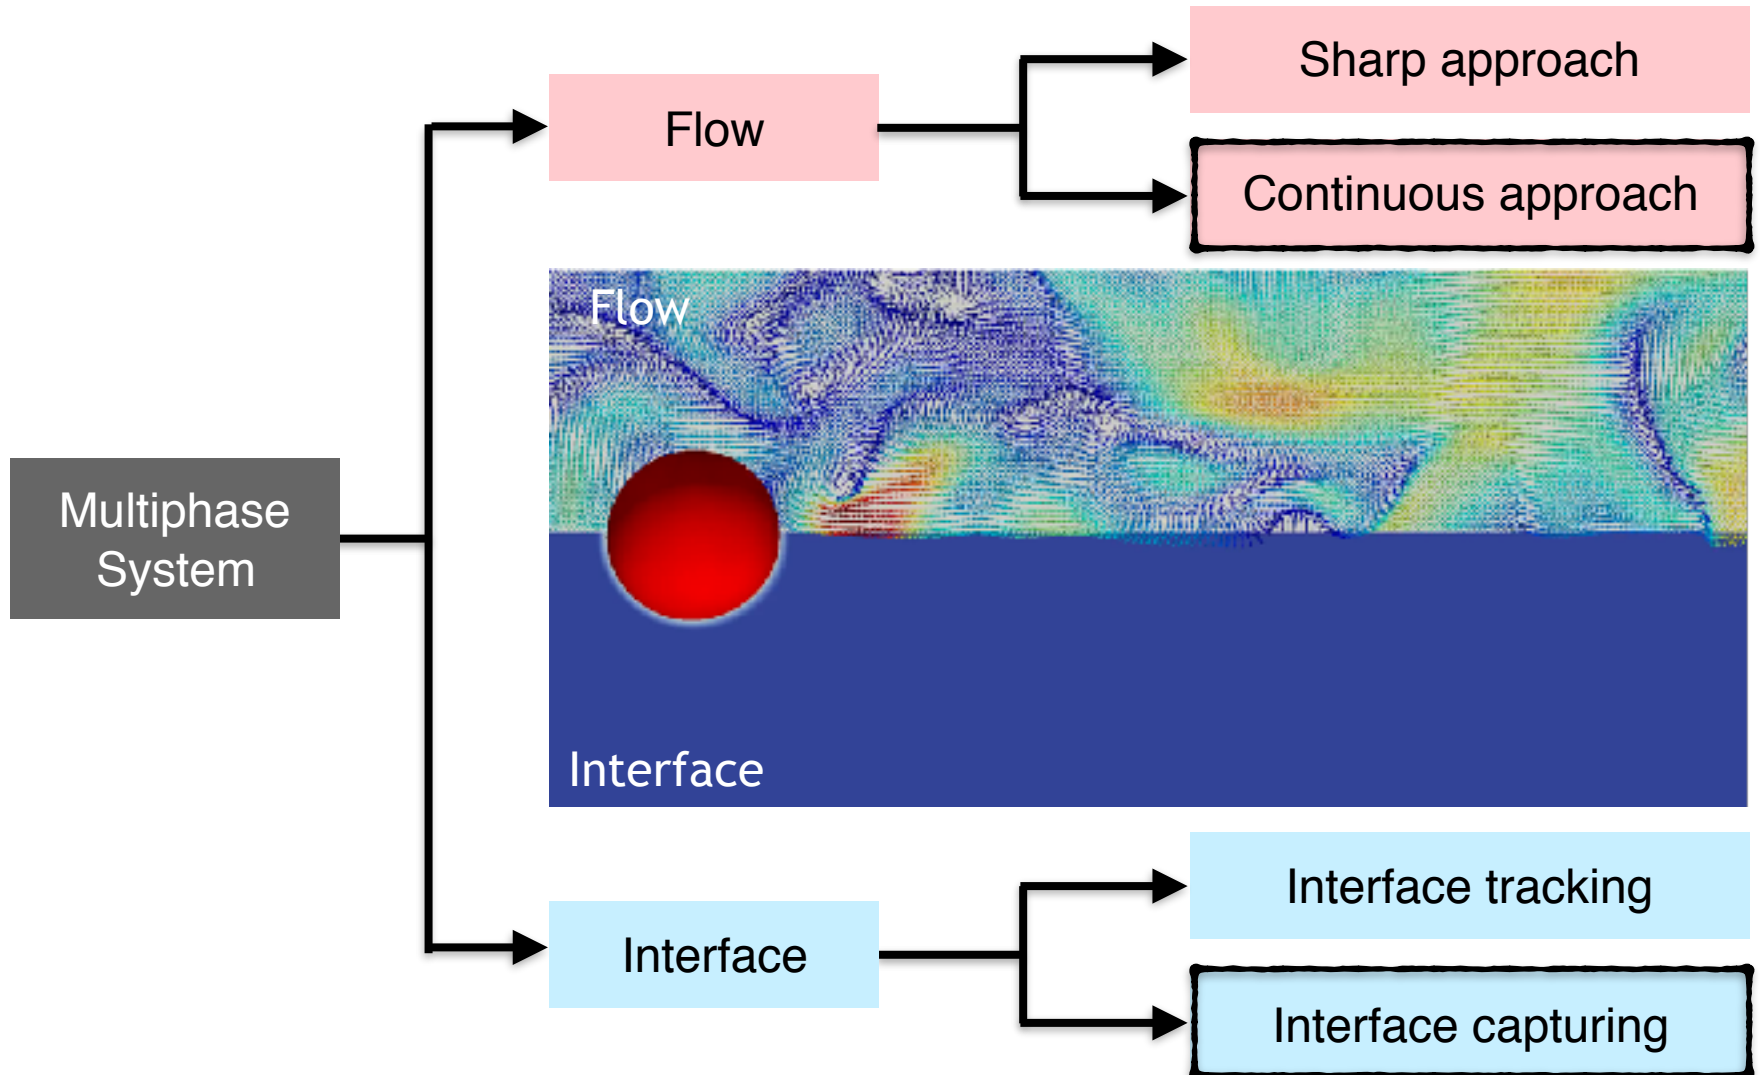 Sharp approach
Flow
Continuous approach
Flow
Multiphase
System
Interface
Interface tracking
Interface
Interface capturing